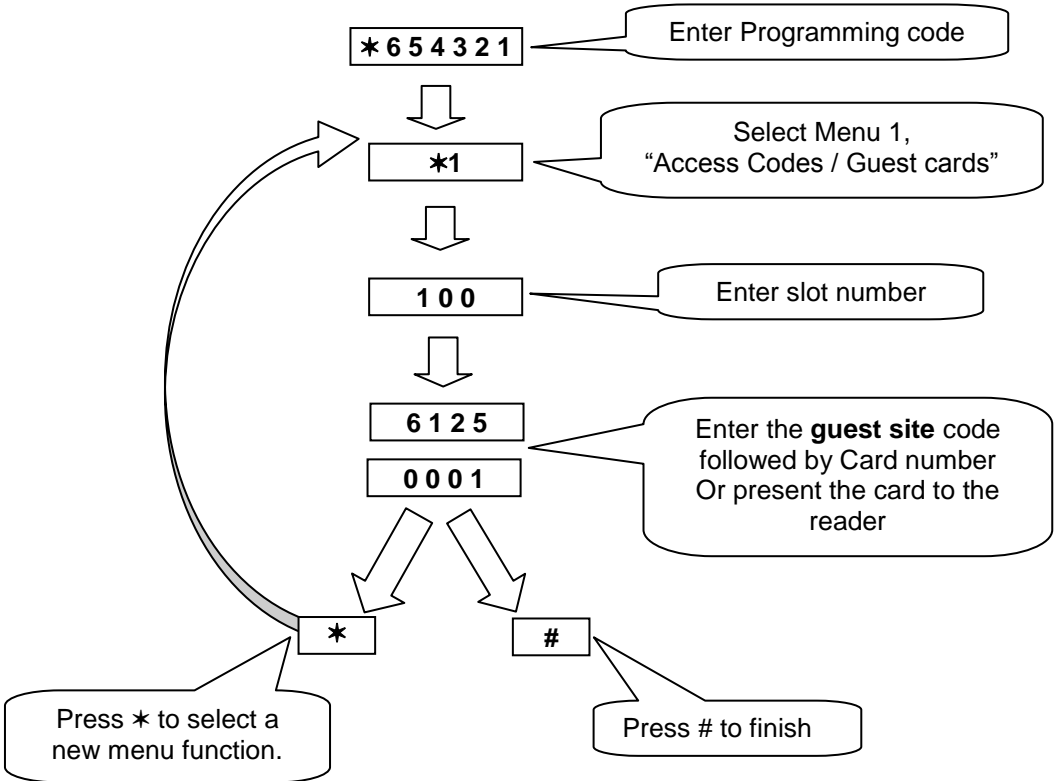 ✶ 6 5 4 3 2 1
Enter Programming code
✶1
Select Menu 1,
“Access Codes / Guest cards”
1 0 0
Enter slot number
6 1 2 5
0 0 0 1
Enter the guest site code
followed by Card number
Or present the card to the
reader
✶
#
Press ✶ to select a
new menu function.
Press # to finish